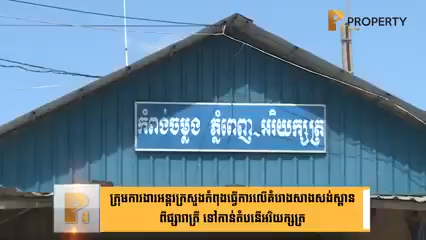 PROPERTY
កំពង់ចម្លង ភ្នំពេញ-អរិយក្សត្រ
ក្រុមការងារអន្តរក្រសួងកំពុងធ្វើការលើគំរោងសាងសង់ស្ពាន
ពីផ្សាររាត្រី ទៅកាន់តំបនើអរិយក្សត្រ